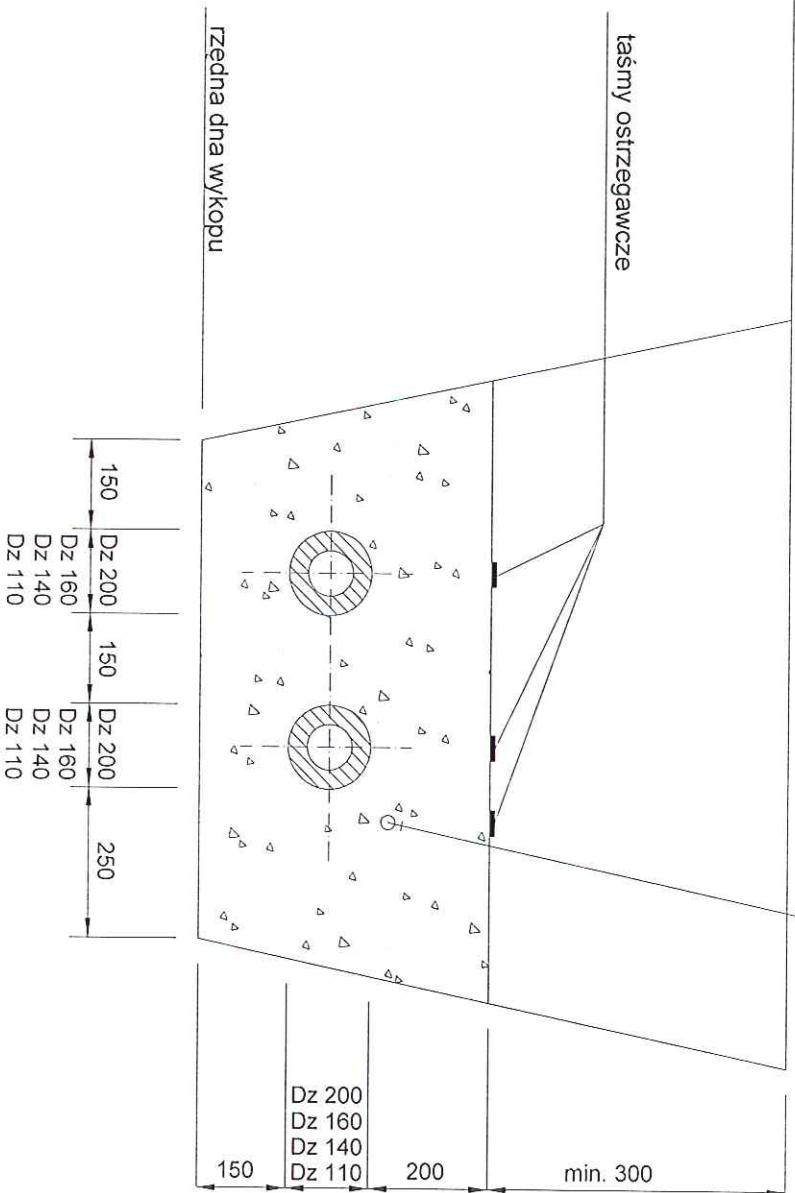 taśmy ostrzegawcze
rzędna dna wykopu
150
Dz 200
Dz 160
Dz 140
Dz 110
150
Dz 200
Dz 160
Dz 140
Dz 110
250
150
Dz 200
Dz 160
Dz 140
Dz 110
200
min. 300